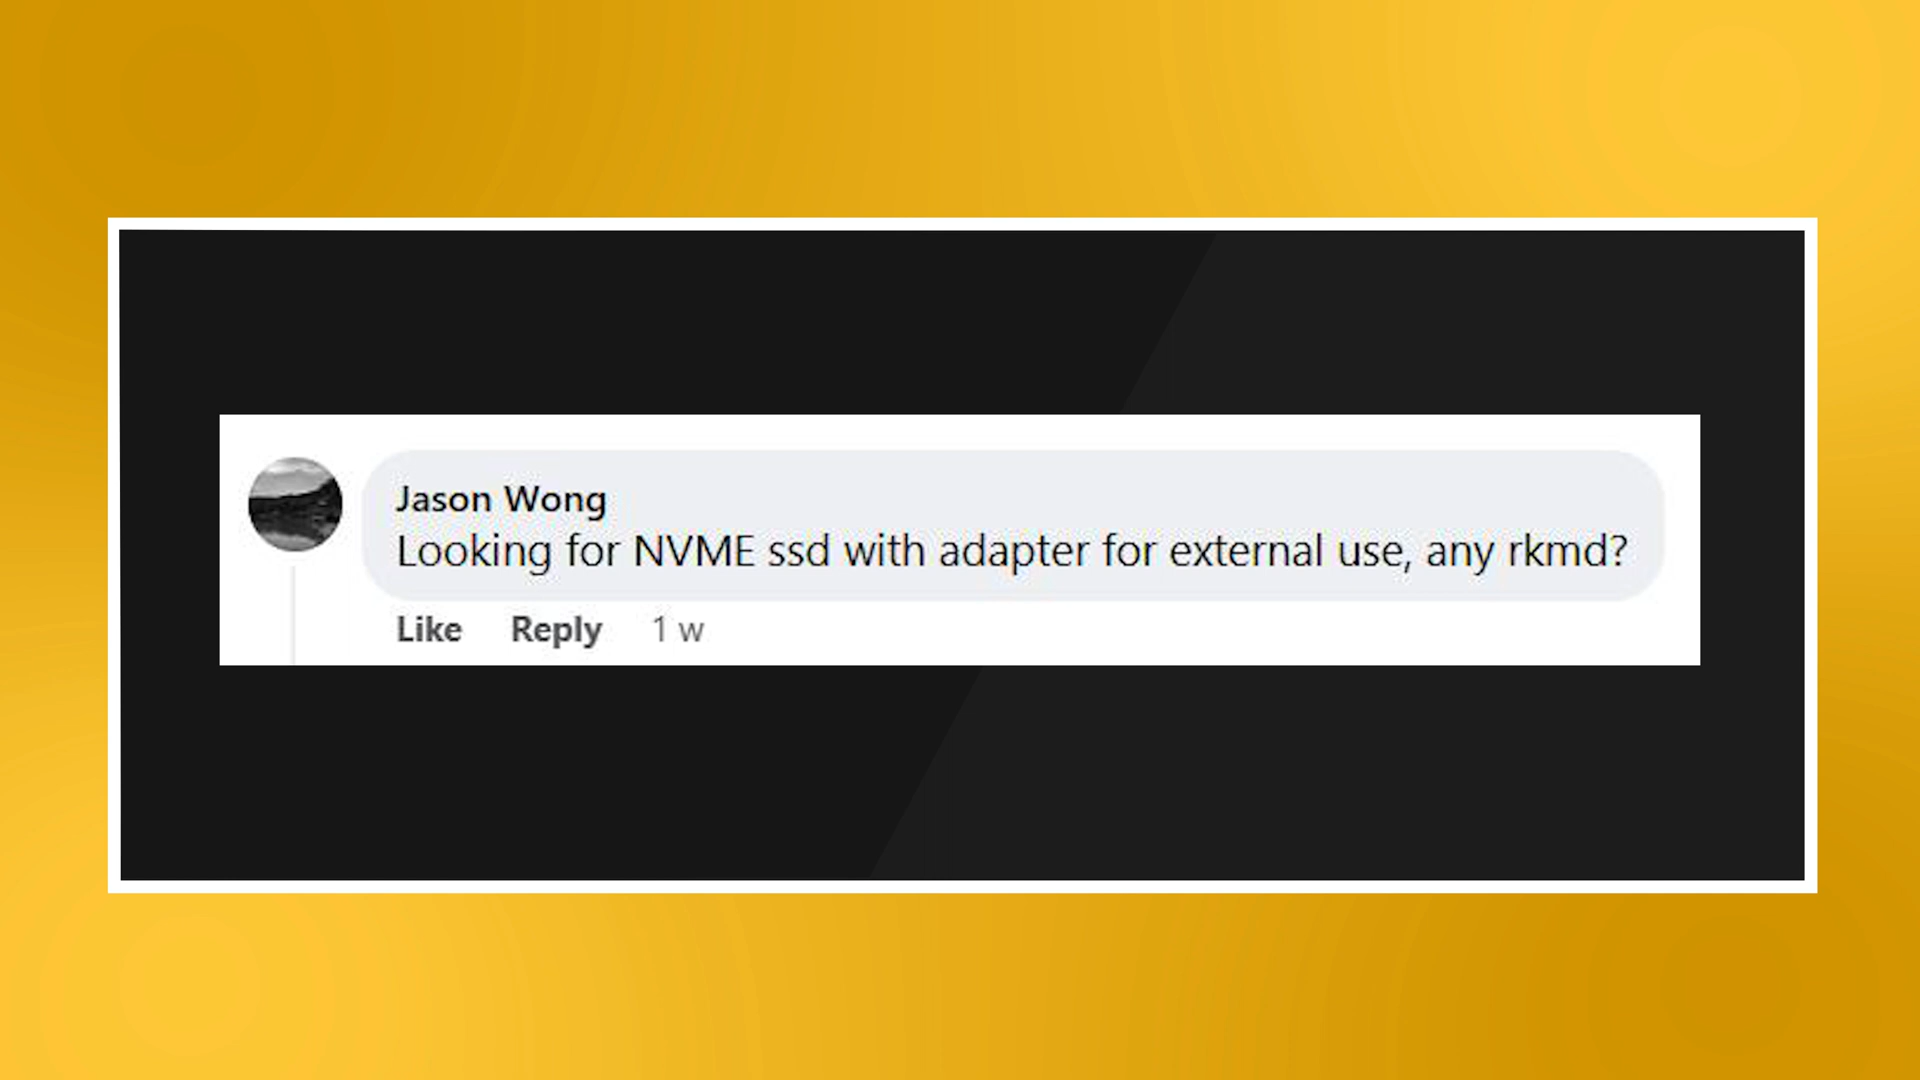 Jason Wong
Looking for NVME ssd with adapter for external use, any rkmd?
Like Reply 1 w